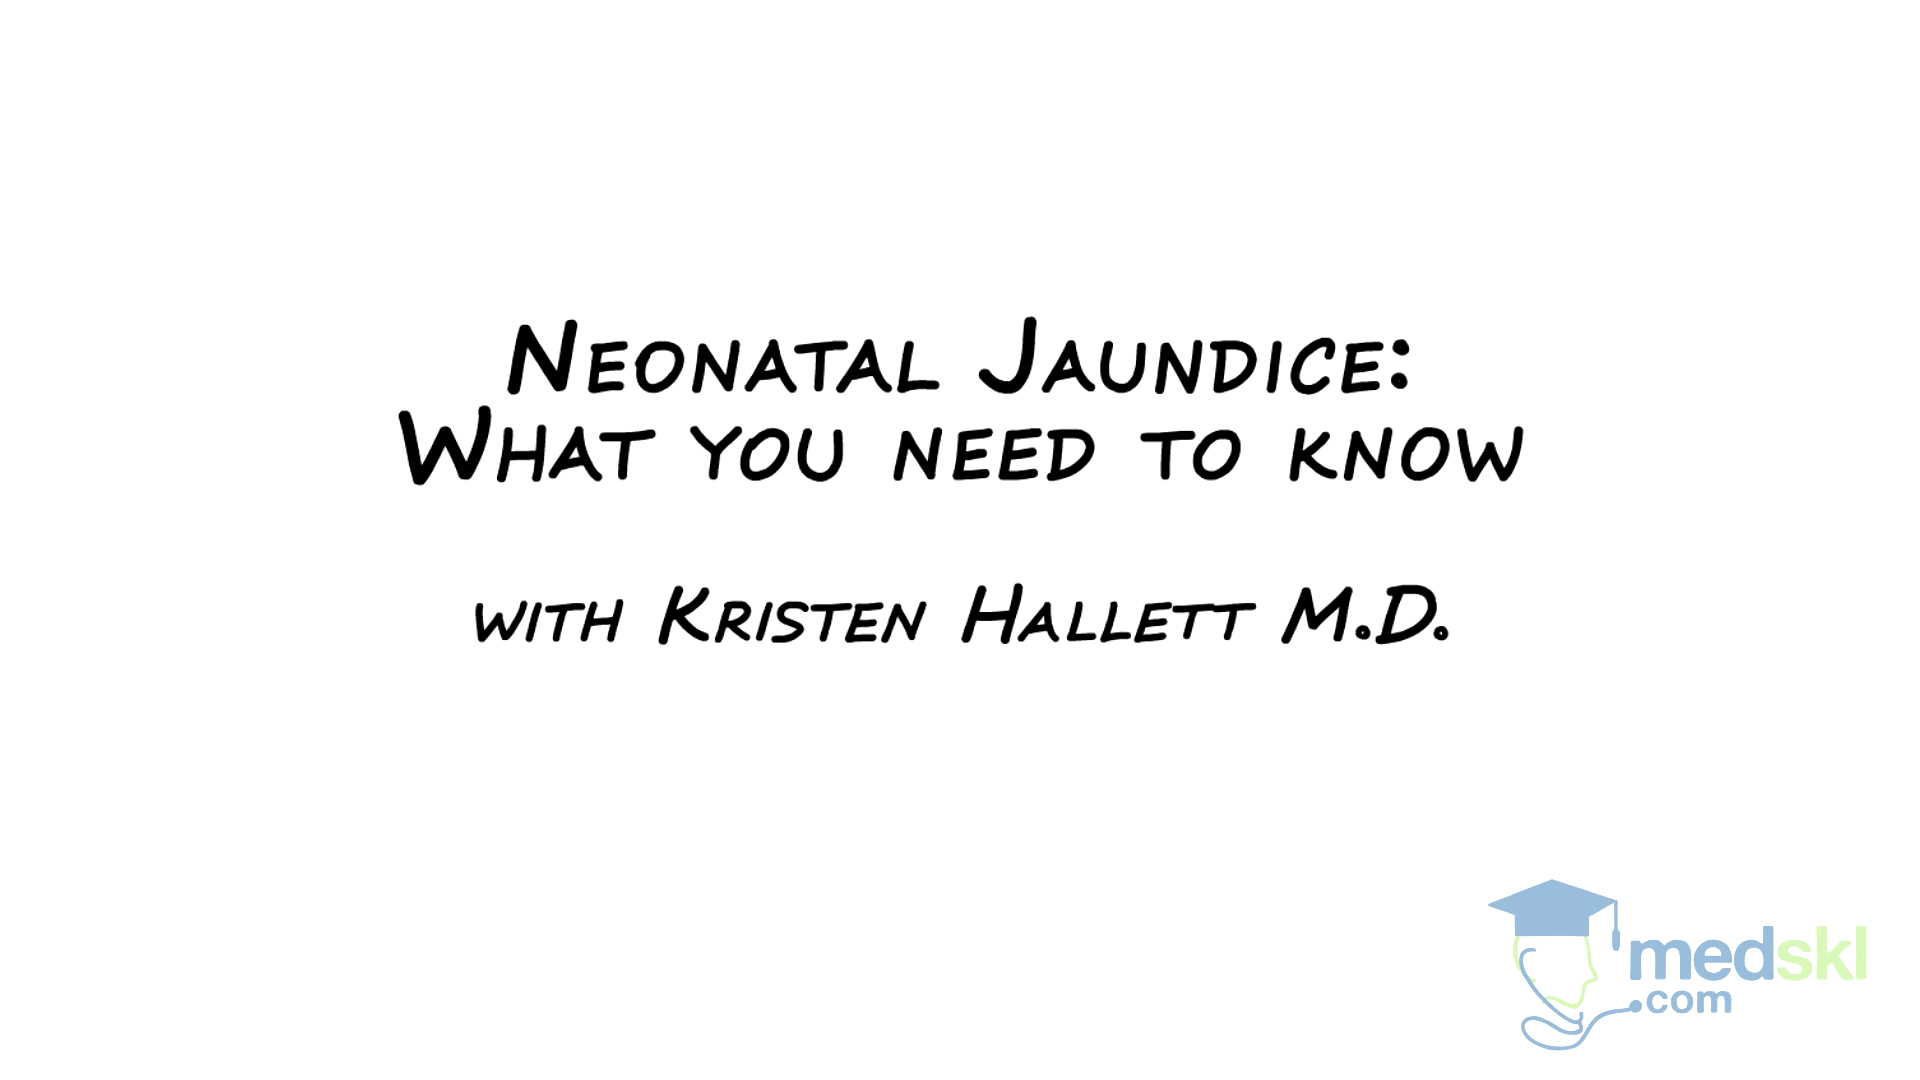 Neonatal Jaundice:
What you need to know
with Kristen Hallett M.D.
medskl
.com